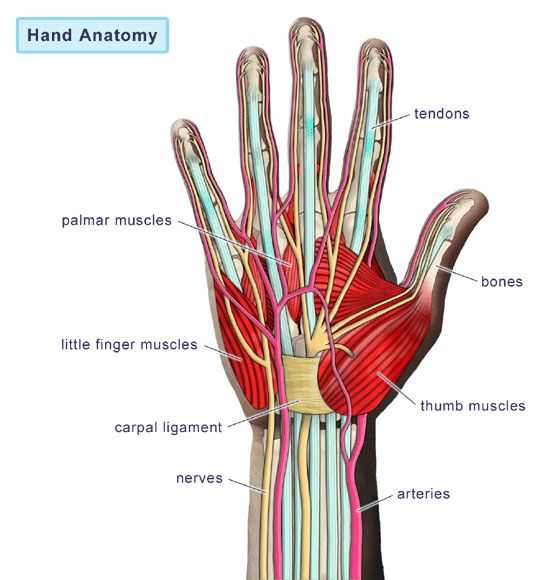 Hand Anatomy
tendons
palmar muscles
bones
little finger muscles
thumb muscles
carpal ligament
nerves
arteries